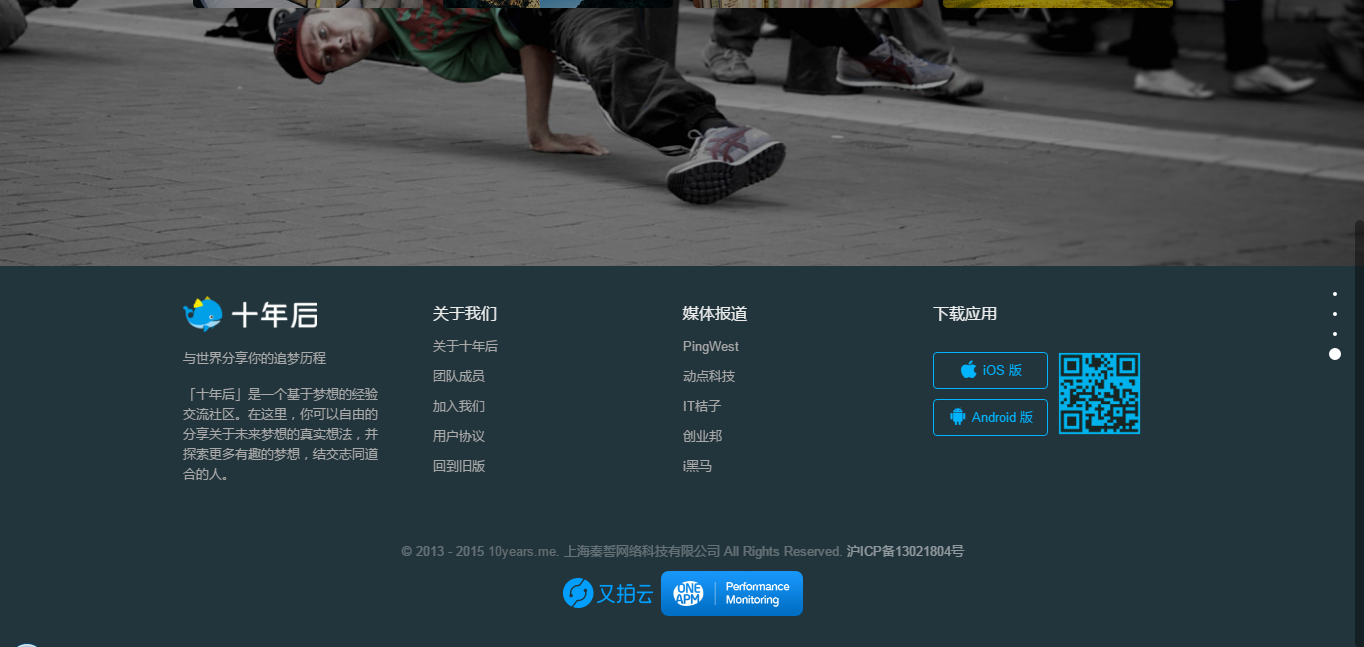 十年后
与世界分享你的追梦历程
「十年后」是一个基于梦想的经验
交流社区。在这里，你可以自由的
分享关于未来梦想的真实想法，并
探索更多有趣的梦想，结交志同道
合的人。
关于我们
关于十年后
团队成员
加入我们
用户协议
回到旧版
媒体报道
PingWest
动点科技
IT桔子
创业邦
i黑马
下载应用
iOS 版
Android 版
© 2013 - 2015 10years.me. 上海秦皙网络科技有限公司 All Rights Reserved. 沪ICP备13021804号
又拍云
ONE APM
Performance
Monitoring